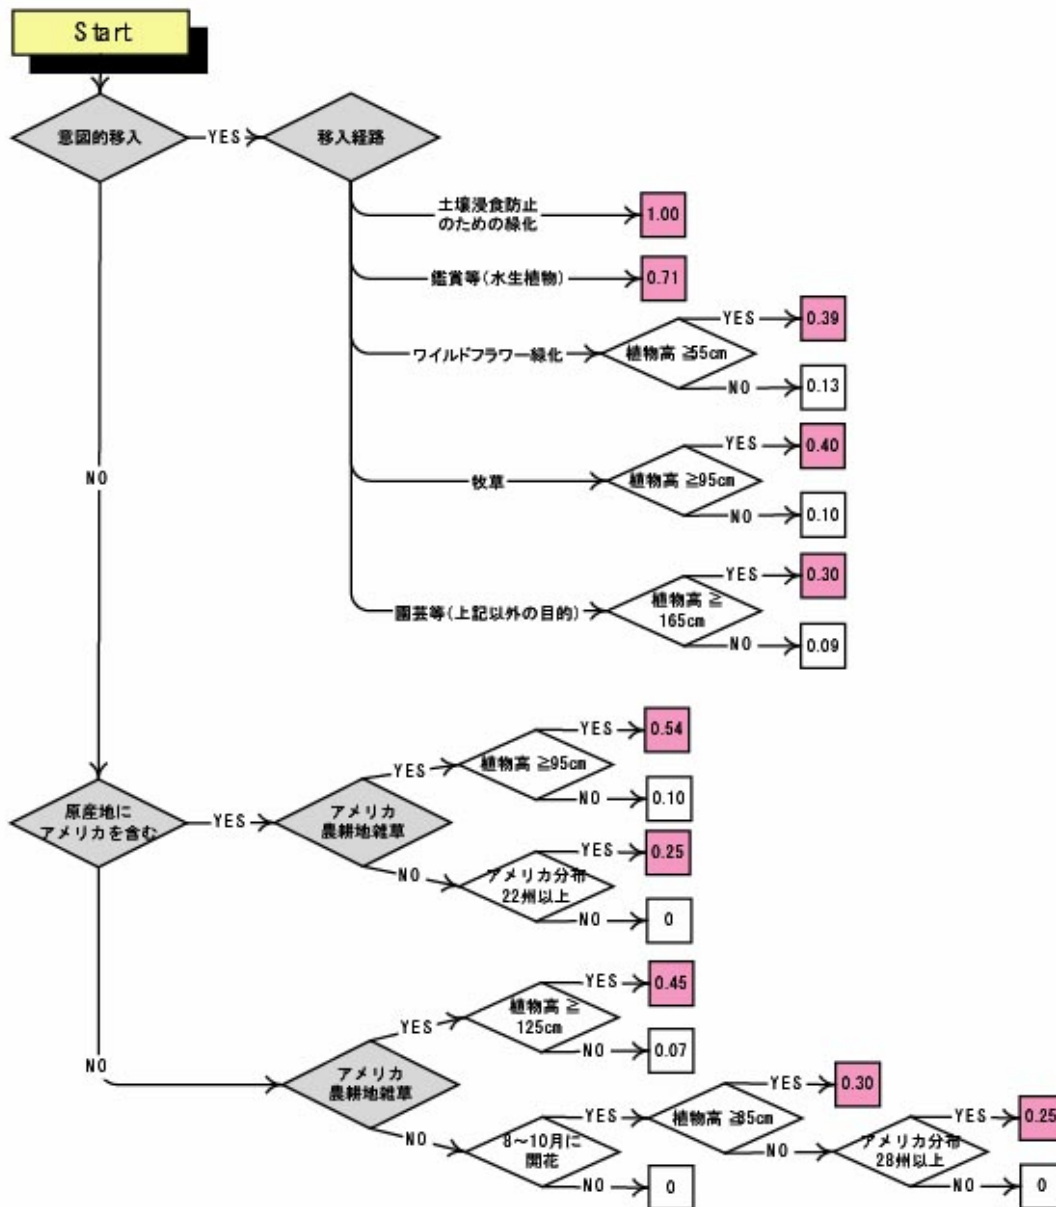 Start
意図的移入
YES
移入経路
土壌浸食防止
のための緑化
1.00
鑑賞等(水生植物)
0.71
ワイルドフラワー緑化
植物高 ≧55cm
YES
0.39
NO
0.13
牧草
植物高 ≧95cm
YES
0.40
NO
0.10
園芸等(上記以外の目的)
植物高 ≧
165cm
YES
0.30
NO
0.09
NO
原産地に
アメリカを含む
YES
アメリカ
農耕地雑草
YES
植物高 ≧95cm
YES
0.54
NO
0.10
NO
アメリカ分布
22州以上
YES
0.25
NO
0
NO
アメリカ
農耕地雑草
YES
植物高 ≧
125cm
YES
0.45
NO
0.07
NO
8～10月に
開花
YES
植物高 ≧85cm
YES
0.30
NO
アメリカ分布
28州以上
YES
0.25
NO
0
NO
0